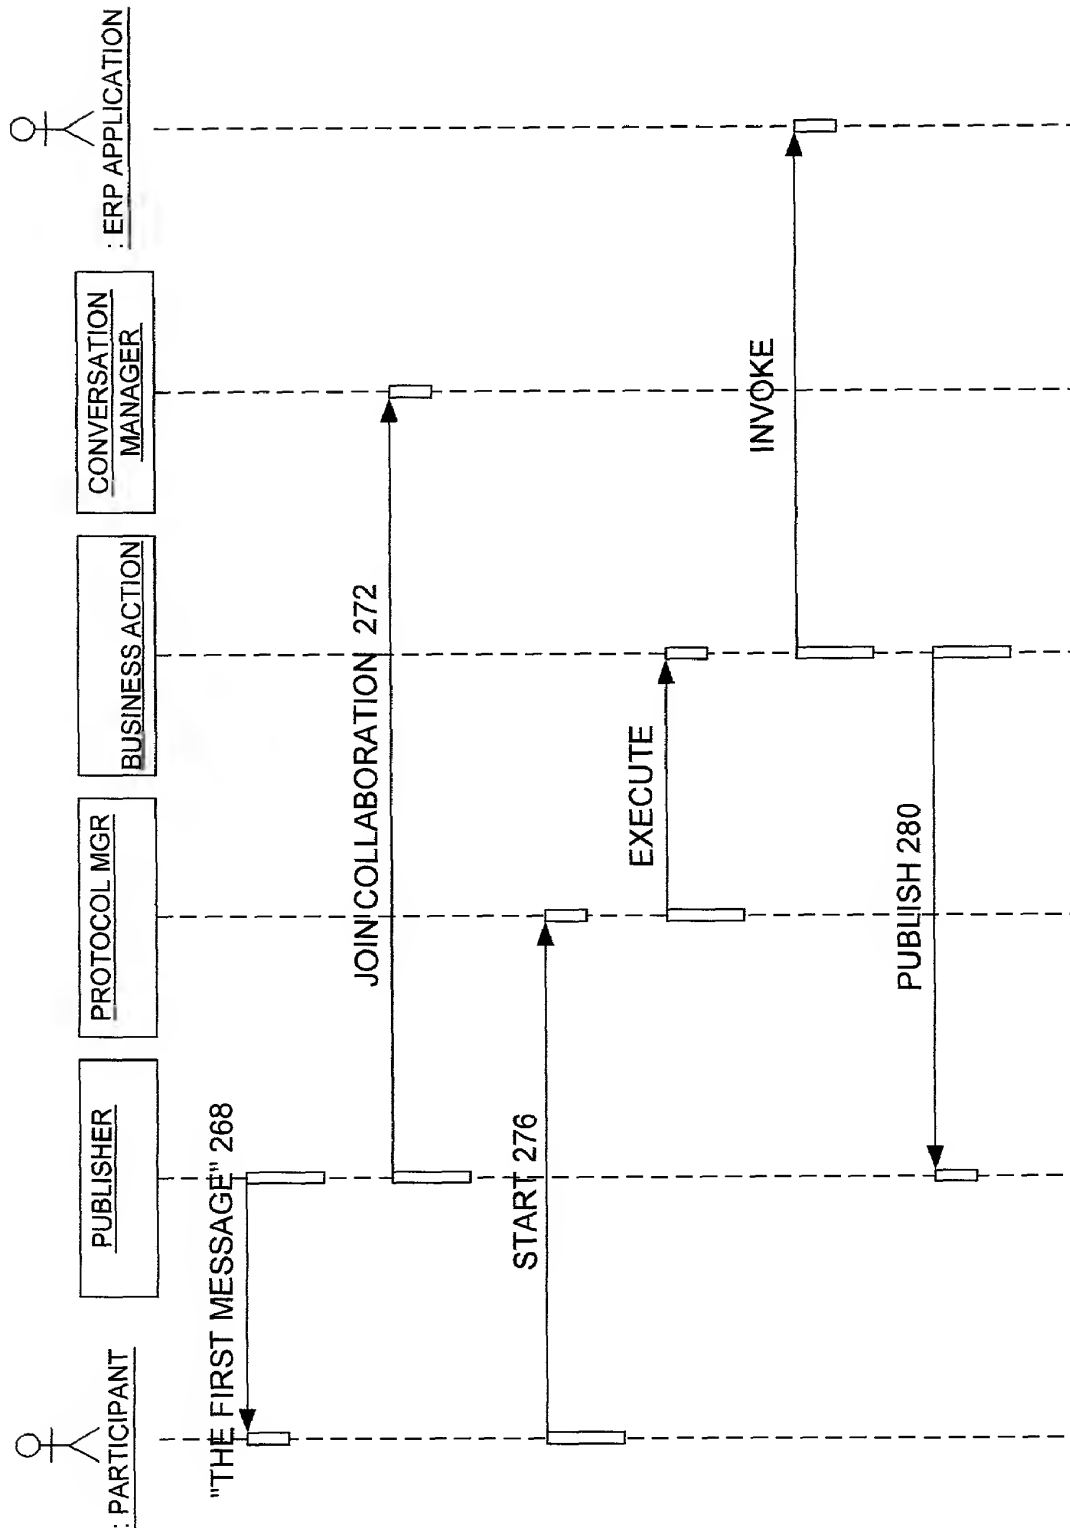 : PARTICIPANT
PUBLISHER
PROTOCOL MGR
BUSINESS ACTION
CONVERSATION
MANAGER
: ERP APPLICATION
"THE FIRST MESSAGE" 268
JOIN COLLABORATION 272
START 276
EXECUTE
INVOKE
PUBLISH 280